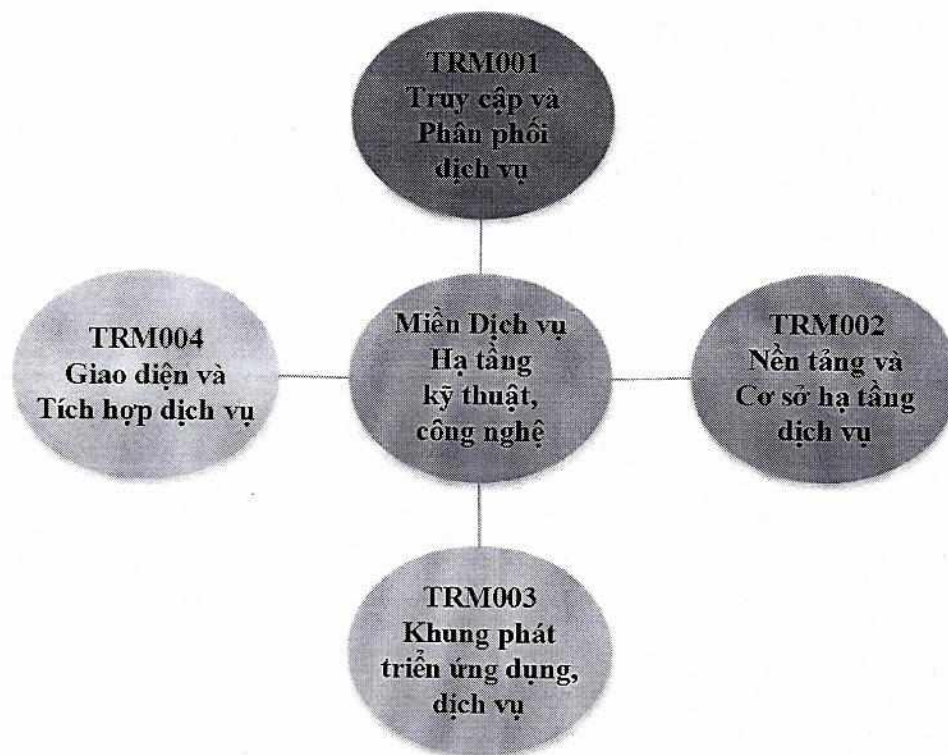 TRM001
Truy cập và
Phân phối
dịch vụ
TRM004
Giao diện và
Tích hợp dịch vụ
Miền Dịch vụ
Hạ tầng
kỹ thuật,
công nghệ
TRM002
Nền tảng và
Cơ sở hạ tầng
dịch vụ
TRM003
Khung phát
triển ứng dụng,
dịch vụ